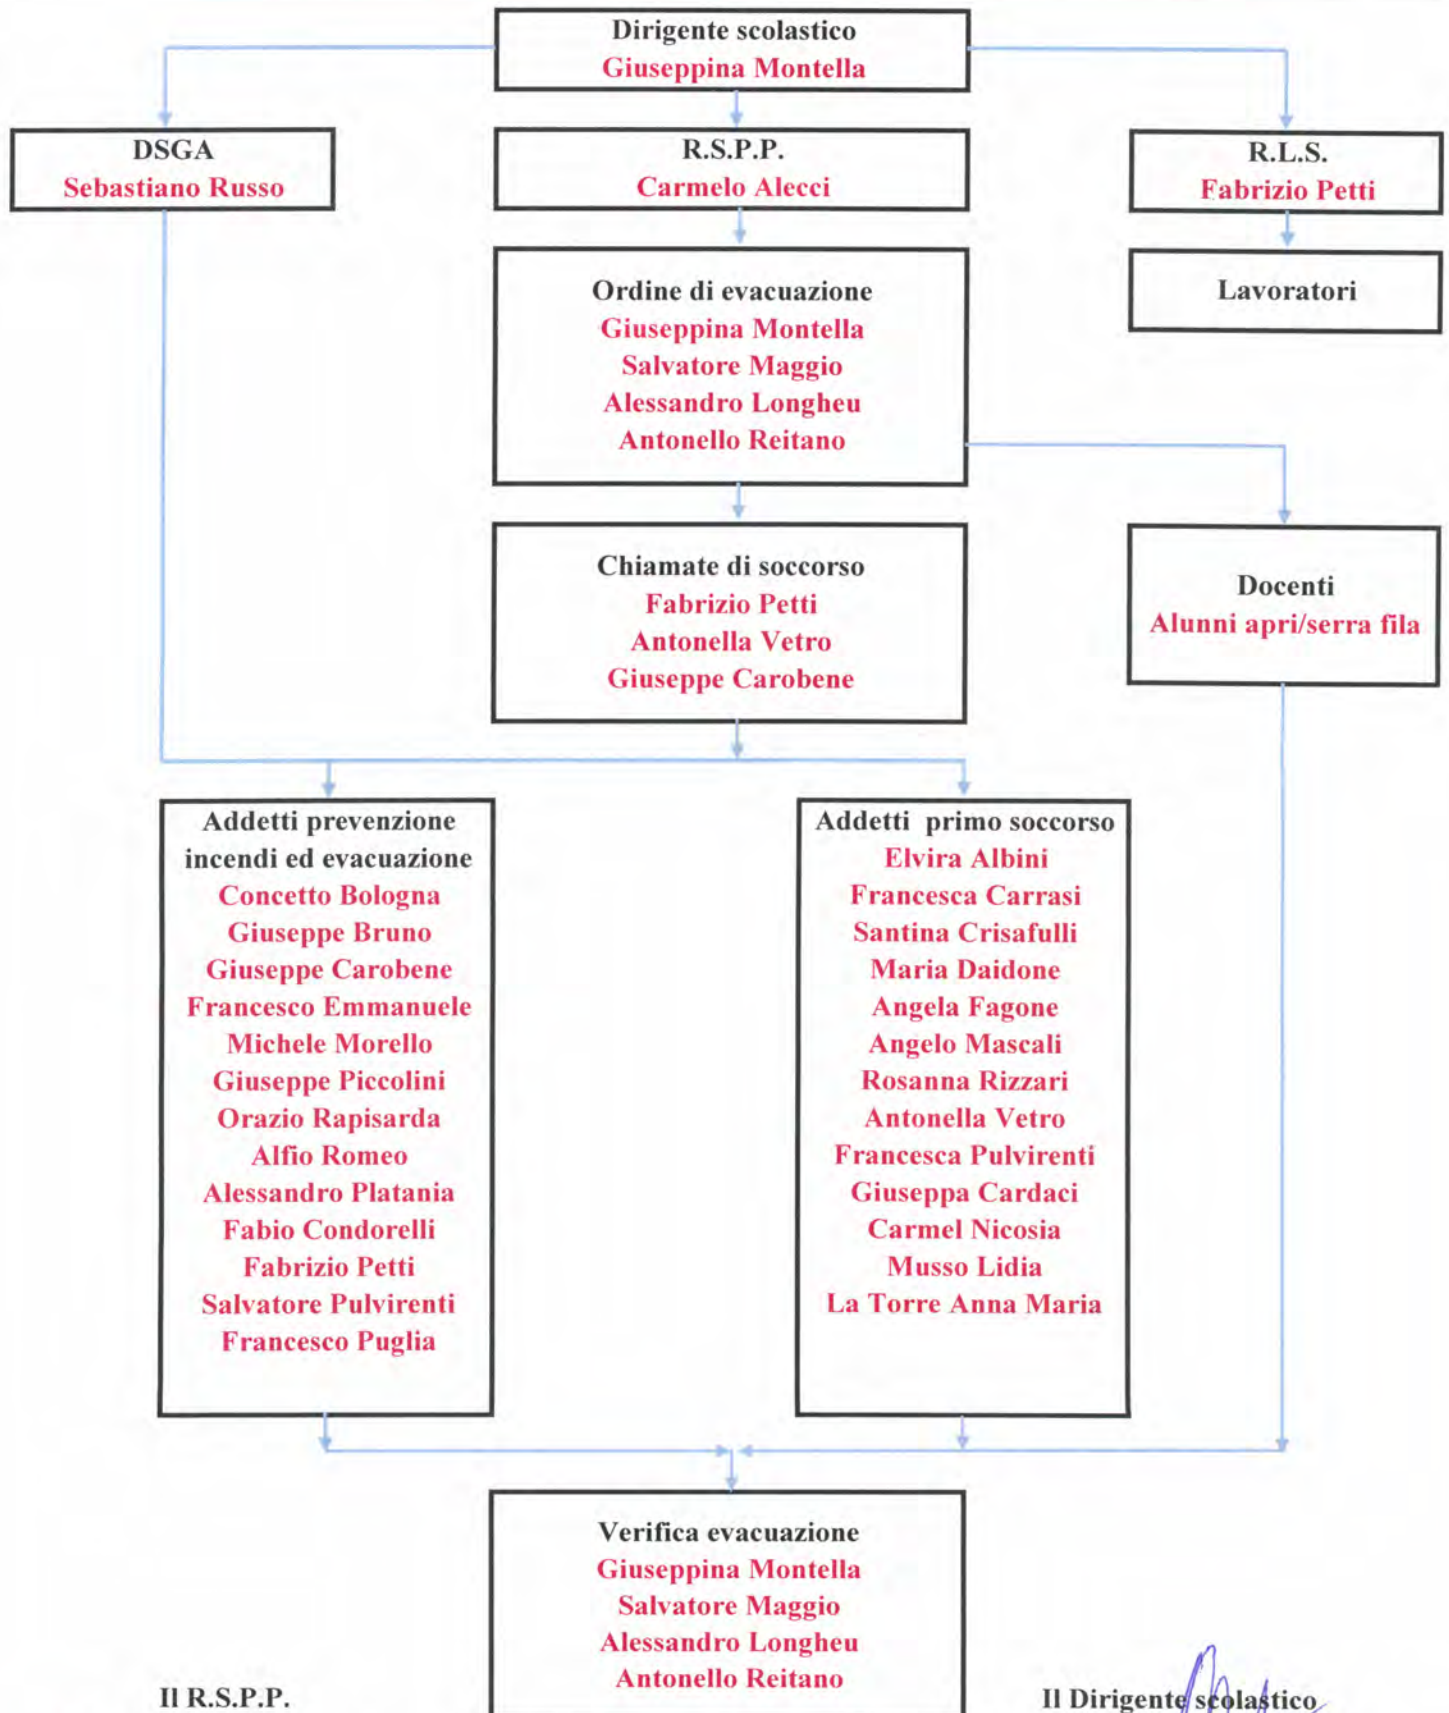 Dirigente scolastico
Giuseppina Montella
DSGA
Sebastiano Russo
R.S.P.P.
Carmelo Alecci
R.L.S.
Fabrizio Petti
Ordine di evacuazione
Giuseppina Montella
Salvatore Maggio
Alessandro Longheu
Antonello Reitano
Lavoratori
Chiamate di soccorso
Fabrizio Petti
Antonella Vetro
Giuseppe Carobene
Docenti
Alunni apri/serra fila
Addetti prevenzione
incendi ed evacuazione
Concetto Bologna
Giuseppe Bruno
Giuseppe Carobene
Francesco Emmanuele
Michele Morello
Giuseppe Piccolini
Orazio Rapisarda
Alfio Romeo
Alessandro Platania
Fabio Condorelli
Fabrizio Petti
Salvatore Pulvirenti
Francesco Puglia
Addetti primo soccorso
Elvira Albini
Francesca Carrasi
Santina Crisafulli
Maria Daidone
Angela Fagone
Angelo Mascali
Rosanna Rizzari
Antonella Vetro
Francesca Pulvirenti
Giuseppa Cardaci
Carmel Nicosia
Musso Lidia
La Torre Anna Maria
Verifica evacuazione
Giuseppina Montella
Salvatore Maggio
Alessandro Longheu
Antonello Reitano
Il R.S.P.P.
Il Dirigente scolastico